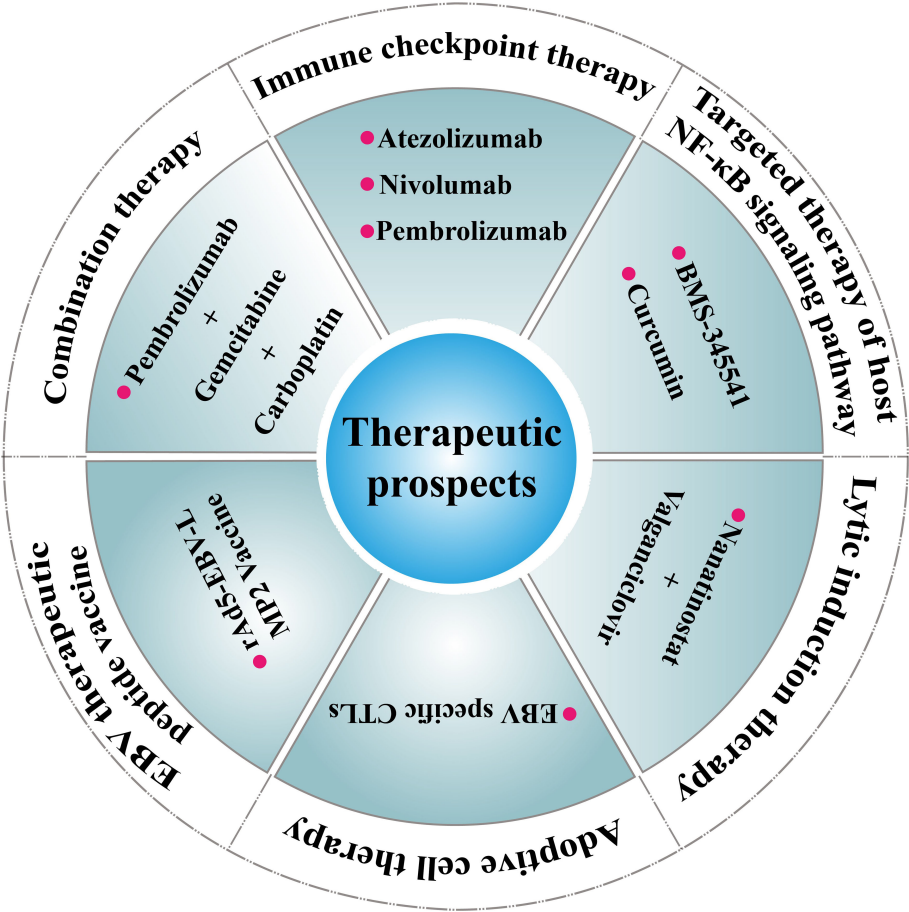 Immune checkpoint therapy
Atezolizumab
Nivolumab
Pembrolizumab
Targeted therapy of host
NF-κB signaling pathway
BMS-345541
Curcumin
Lytic induction therapy
Nanatinostat
+
Valganciclovir
Adoptive cell therapy
EBV specific CTLs
EBV therapeutic
peptide vaccine
rAd5-EBV-L
MP2 Vaccine
Combination therapy
Pembrolizumab
+
Gemcitabine
+
Carboplatin
Therapeutic
prospects